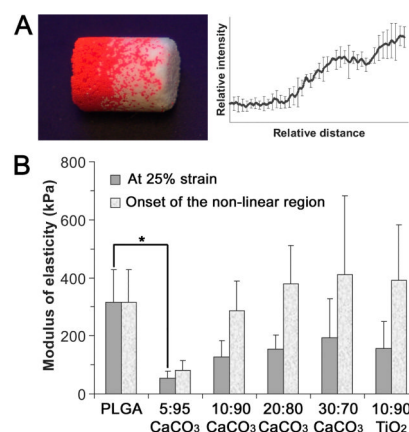 A
Relative intensity
Relative distance
B
Modulus of elasticity (kPa)
800
600
400
200
0
At 25% strain
Onset of the non-linear region
*
PLGA 5:95 10:90 20:80 30:70 10:90
CaCO3 CaCO3 CaCO3 CaCO3 TiO2